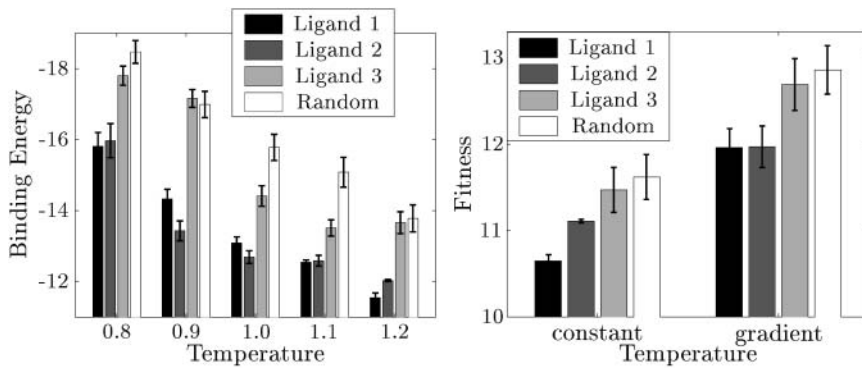 Ligand 1
Ligand 2
Ligand 3
Random
-18
-16
-14
-12
Binding Energy
0.8 0.9 1.0 1.1 1.2
Temperature
Ligand 1
Ligand 2
Ligand 3
Random
13
12
11
10
Fitness
constant gradient
Temperature